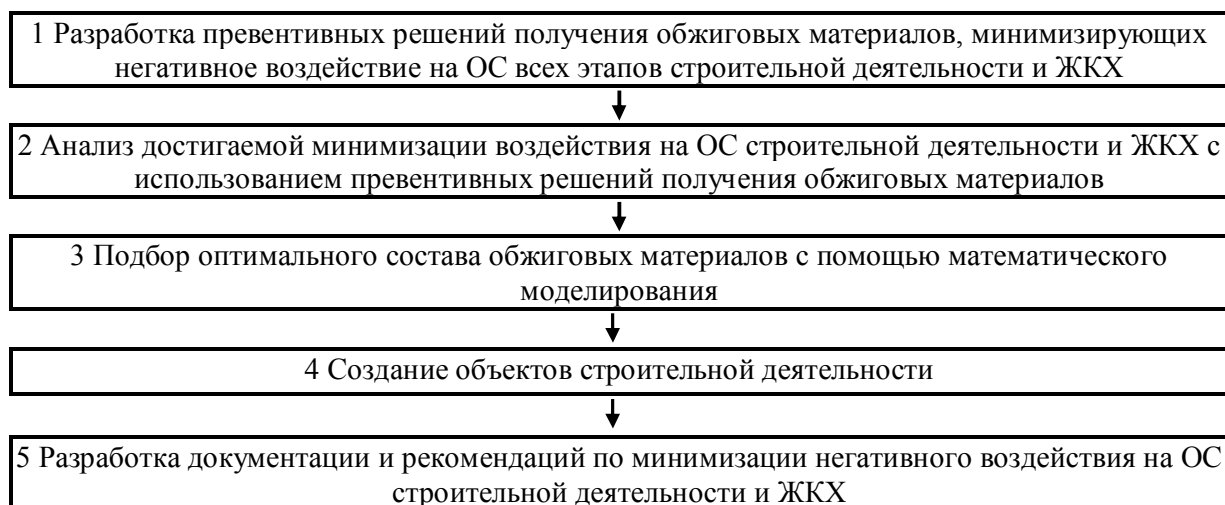 1 Разработка превентивных решений получения обжиговых материалов, минимизирующих
негативное воздействие на ОС всех этапов строительной деятельности и ЖКХ
2 Анализ достигаемой минимизации воздействия на ОС строительной деятельности и ЖКХ с
использованием превентивных решений получения обжиговых материалов
3 Подбор оптимального состава обжиговых материалов с помощью математического
моделирования
4 Создание объектов строительной деятельности
5 Разработка документации и рекомендаций по минимизации негативного воздействия на ОС
строительной деятельности и ЖКХ